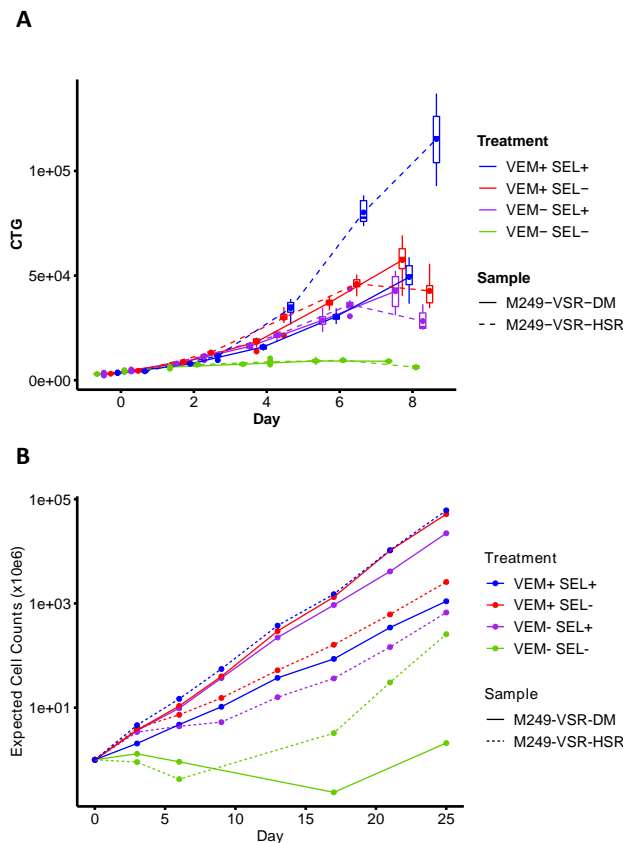 A
CTG
1e+05
5e+04
0e+00
0
2
4
6
8
Day
Treatment
VEM+ SEL+
VEM+ SEL−
VEM− SEL+
VEM− SEL−
Sample
M249−VSR−DM
M249−VSR−HSR
B
Expected Cell Counts (x10e6)
1e+05
1e+03
1e+01
0
5
10
15
20
25
Day
Treatment
VEM+ SEL+
VEM+ SEL-
VEM- SEL+
VEM- SEL-
Sample
M249-VSR-DM
M249-VSR-HSR